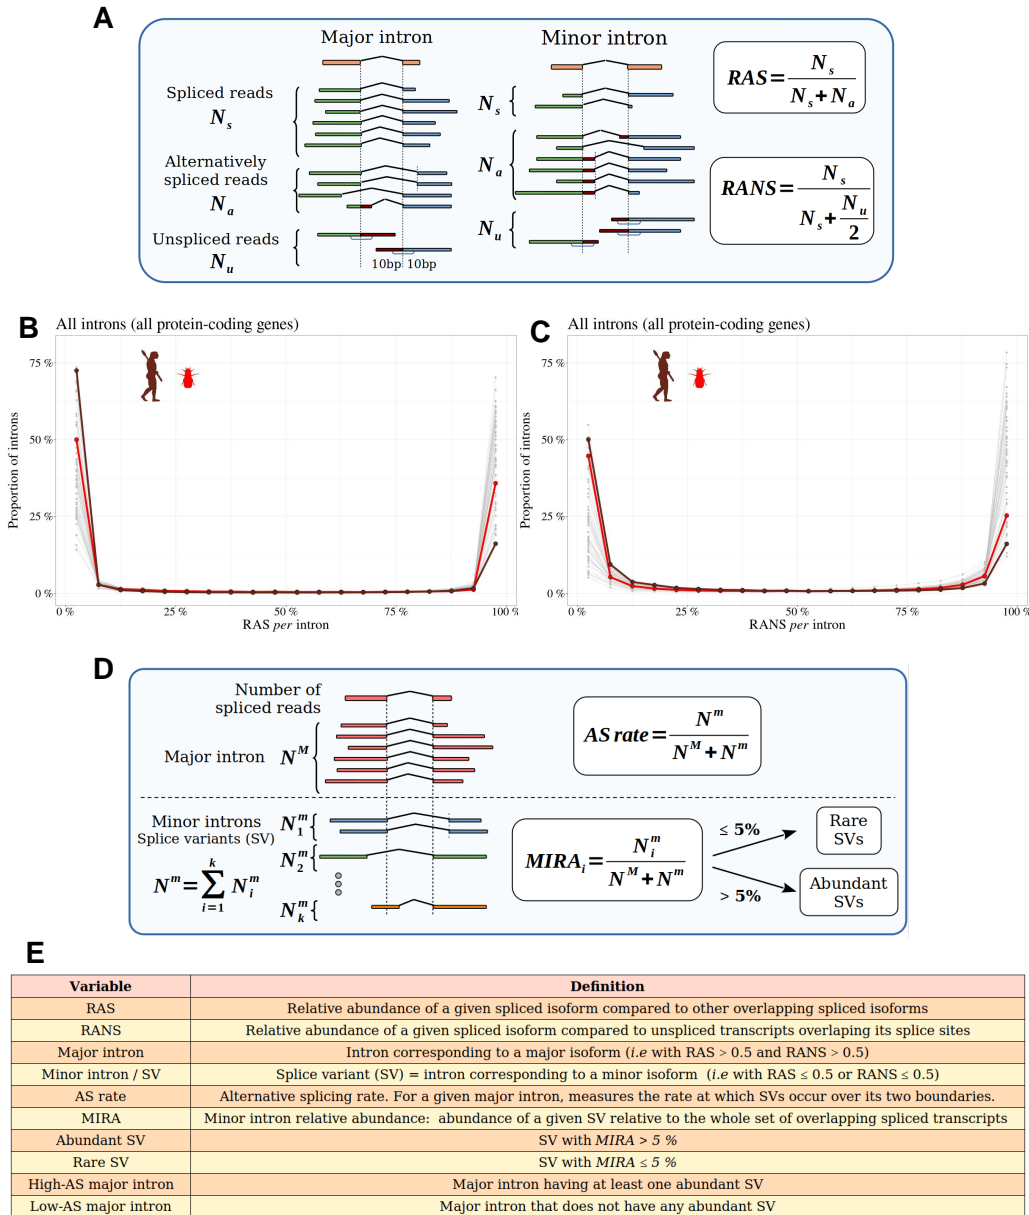 A
Major intron
Minor intron
Spliced reads
N_s
Alternatively
spliced reads
N_a
Unspliced reads
N_u
10bp 10bp
N_s
N_a
N_u
RAS = N_s / (N_s + N_a)
RANS = N_s / (N_s + N_u / 2)
B
All introns (all protein-coding genes)
Proportion of introns
75 %
50 %
25 %
0 %
0 % 25 % 50 % 75 % 100 %
RAS per intron
C
All introns (all protein-coding genes)
Proportion of introns
75 %
50 %
25 %
0 %
0 % 25 % 50 % 75 % 100 %
RANS per intron
D
Number of
spliced reads
Major intron N^M
AS rate = N^m / (N^M + N^m)
Minor introns
Splice variants (SV)
N^m = ∑_{i=1}^{k} N_i^m
N_1^m
N_2^m
N_k^m
MIRA_i = N_i^m / (N^M + N^m)
≤ 5%
> 5%
Rare
SVs
Abundant
SVs
E
Variable Definition
RAS Relative abundance of a given spliced isoform compared to other overlapping spliced isoforms
RANS Relative abundance of a given spliced isoform compared to unspliced transcripts overlaping its splice sites
Major intron Intron corresponding to a major isoform (i.e with RAS > 0.5 and RANS > 0.5)
Minor intron / SV Splice variant (SV) = intron corresponding to a minor isoform (i.e with RAS ≤ 0.5 or RANS ≤ 0.5)
AS rate Alternative splicing rate. For a given major intron, measures the rate at which SVs occur over its two boundaries.
MIRA Minor intron relative abundance: abundance of a given SV relative to the whole set of overlapping spliced transcripts
Abundant SV SV with MIRA > 5 %
Rare SV SV with MIRA ≤ 5 %
High-AS major intron Major intron having at least one abundant SV
Low-AS major intron Major intron that does not have any abundant SV